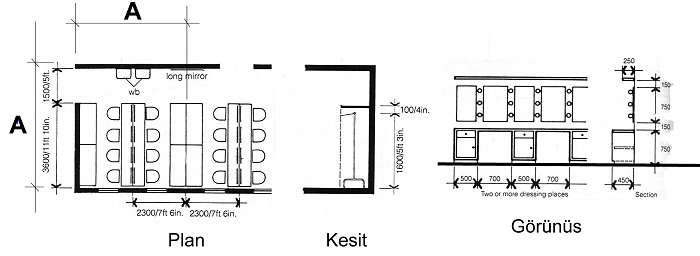 A
A
1500/5ft.
3600/11ft 10in.
wb
long mirror
2300/7ft 6in.
2300/7ft 6in.
Plan
100/4in.
1600/5ft 3in.
Kesit
250
150
750
150
750
500
700
500
700
450
Two or more dressing places
Section
Görünüs